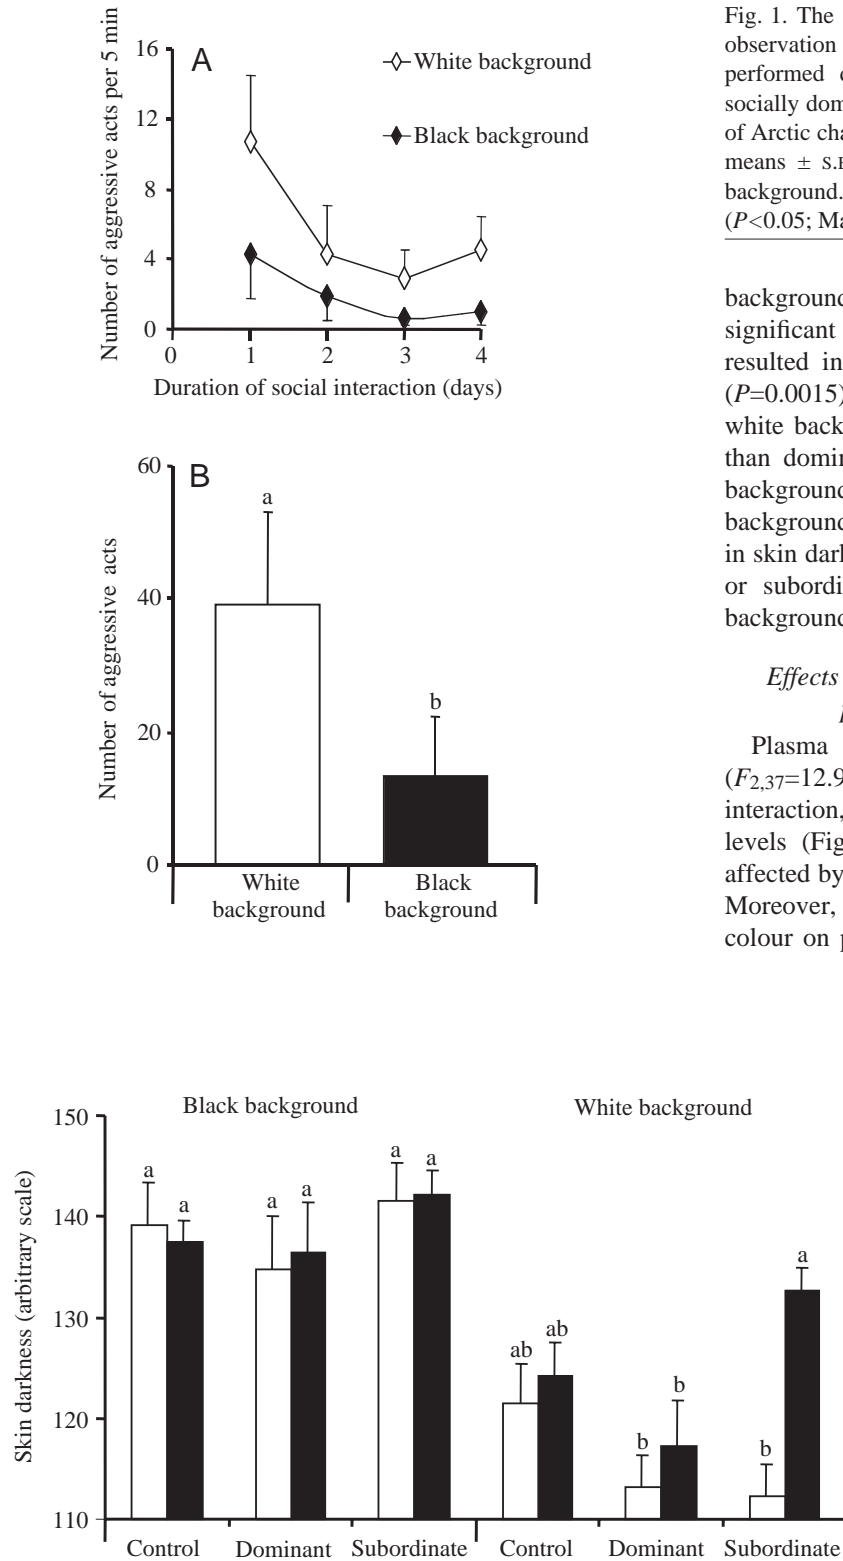 Fig. 1. The
observation
performed
socially dom
of Arctic cha
means ±
background.
(P<0.05; Ma
16
12
8
4
0
A
White background
Black background
Number of aggressive acts per 5 min
0 1 2 3 4
Duration of social interaction (days)
60
40
20
0
B
a
b
Number of aggressive acts
White
background
Black
background
background
significant
resulted in
(P=0.0015)
white back
than domin
background
background
in skin dark
or subordi
background
Effects
Plasma
(F2,37=12.9
interaction,
levels (Fig
affected by
Moreover,
colour on p
150
140
130
120
110
Skin darkness (arbitrary scale)
Black background
White background
a a a a a a ab ab b b b a
Control Dominant Subordinate Control Dominant Subordinate